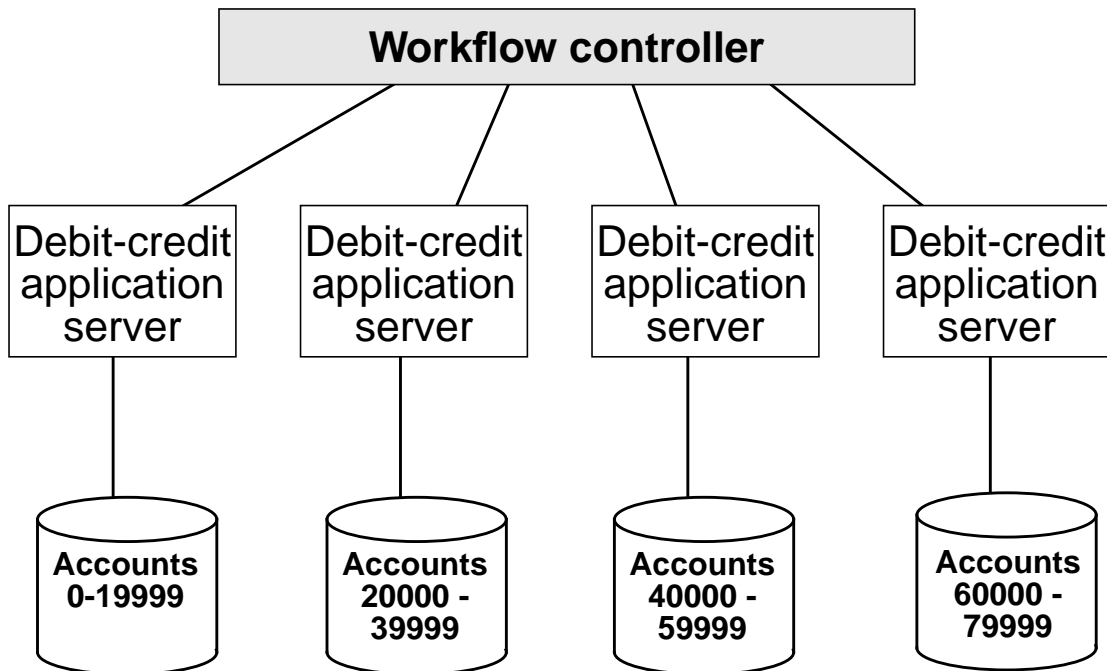 Workflow controller
Debit-credit
application
server
Debit-credit
application
server
Debit-credit
application
server
Debit-credit
application
server
Accounts
0-19999
Accounts
20000 -
39999
Accounts
40000 -
59999
Accounts
60000 -
79999